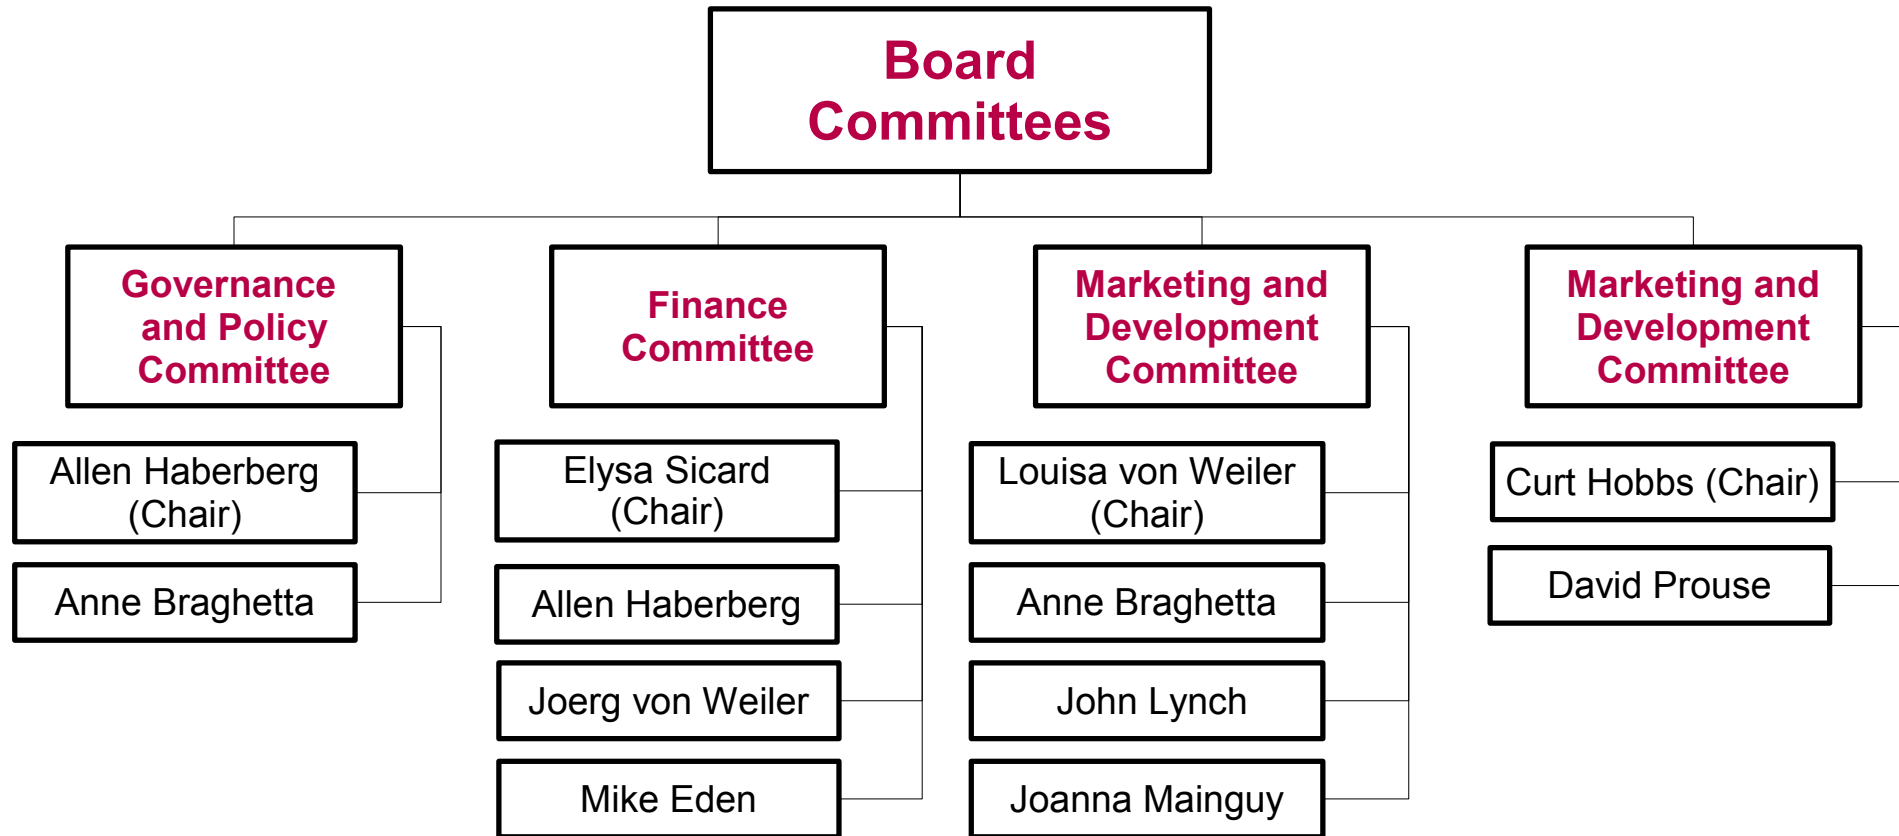 Board
Committees
Governance
and Policy
Committee
Allen Haberberg
(Chair)
Anne Braghetta
Finance
Committee
Elysa Sicard
(Chair)
Allen Haberberg
Joerg von Weiler
Mike Eden
Marketing and
Development
Committee
Louisa von Weiler
(Chair)
Anne Braghetta
John Lynch
Joanna Mainguy
Marketing and
Development
Committee
Curt Hobbs (Chair)
David Prouse